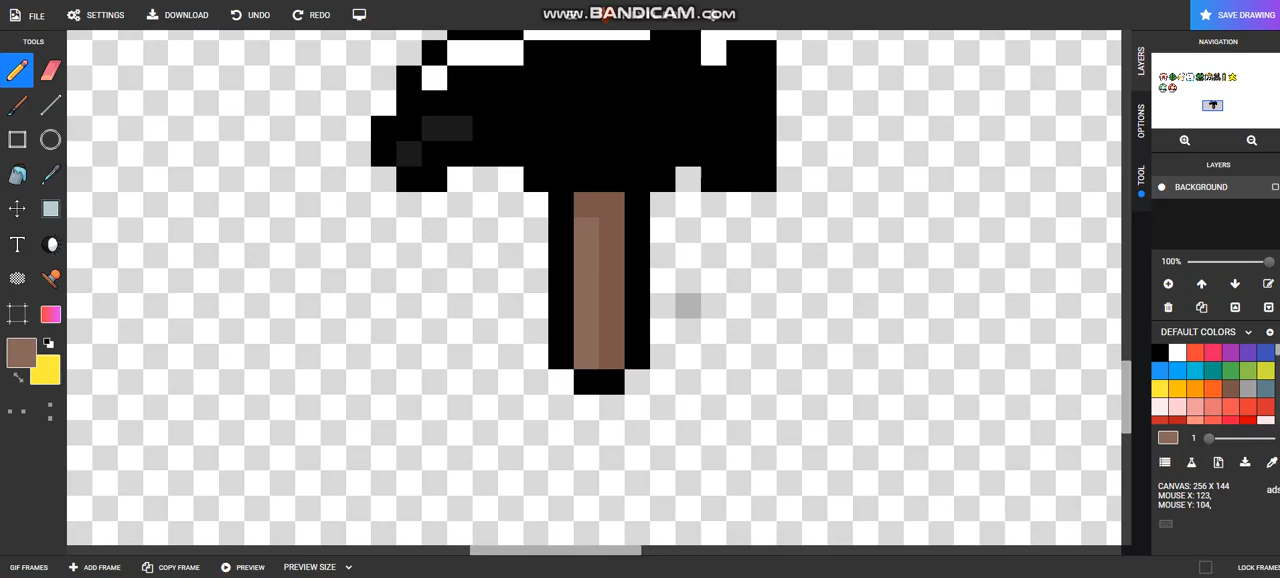 FILE SETTINGS DOWNLOAD UNDO REDO www.BANDICAM.com SAVE DRAWING
TOOLS
T
LAYERS
OPTIONS
TOOL
NAVIGATION
LAYERS
BACKGROUND
100%
DEFAULT COLORS
1
CANVAS: 256 X 144
MOUSE X: 123,
MOUSE Y: 104,
ads
GIF FRAMES ADD FRAME COPY FRAME PREVIEW PREVIEW SIZE LOCK FRAMES